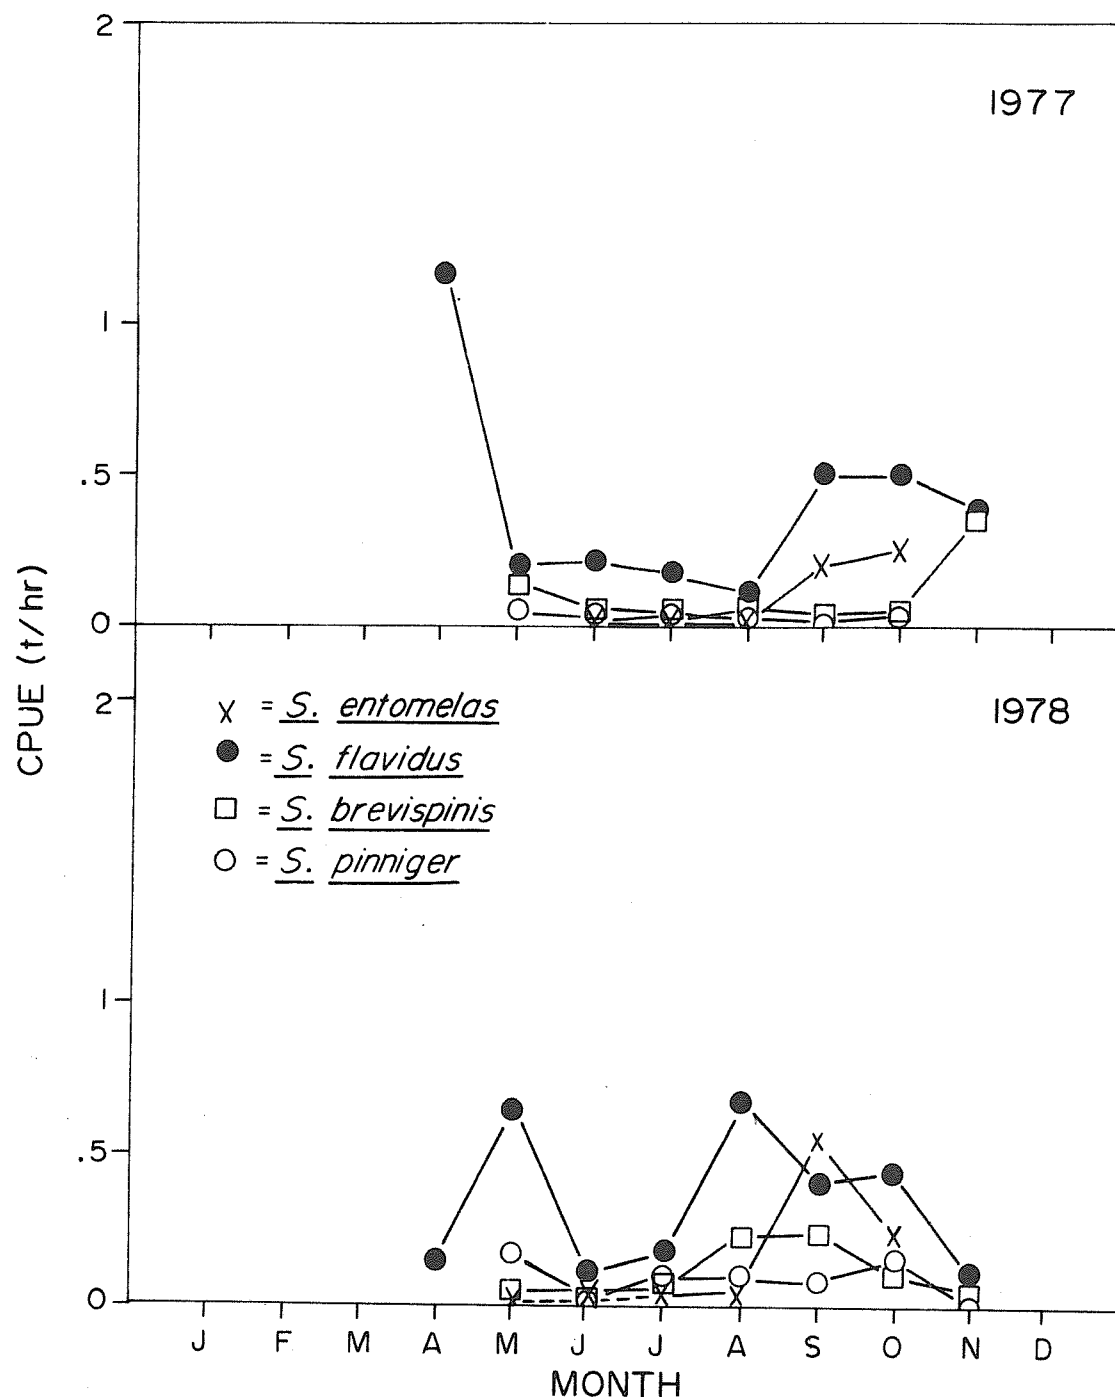 2
1977
1
.5
0
CPUE (t/hr)
2
1978
X = S. entomelas
● = S. flavidus
□ = S. brevispinis
○ = S. pinniger
1
.5
0
J F M A M J J A S O N D
MONTH